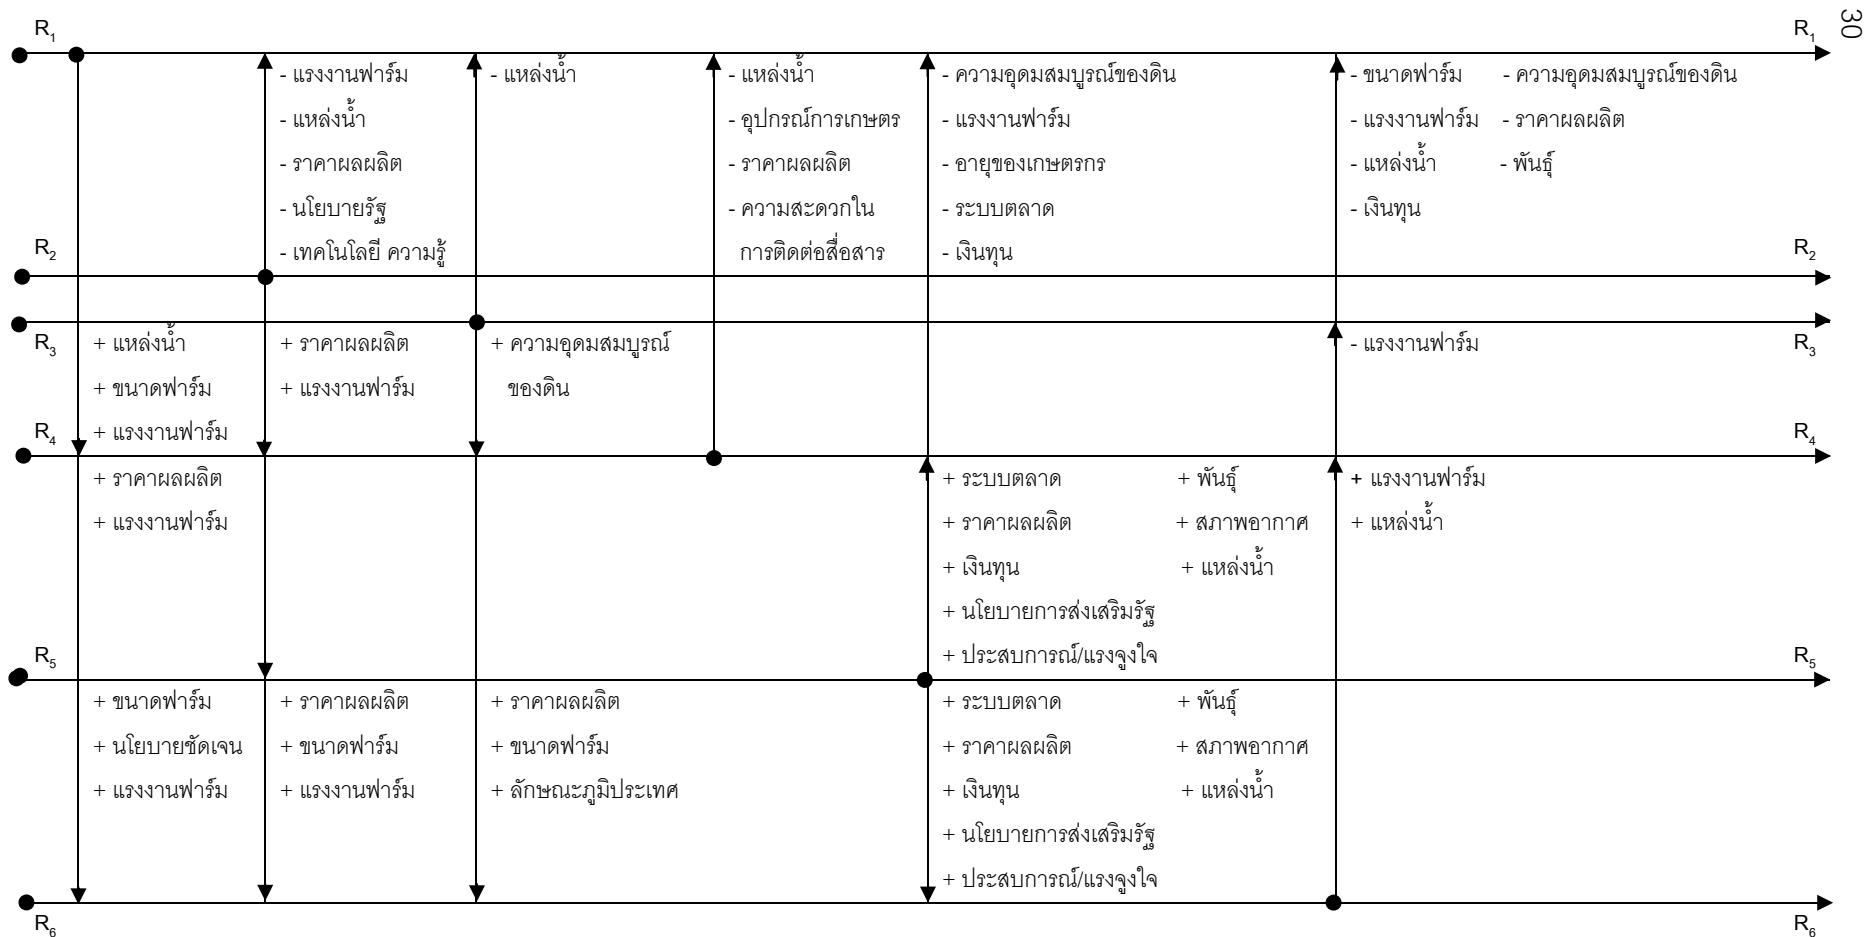 30
R1 R1
- แรงงานฟาร์ม - แหล่งน้ำ - แหล่งน้ำ - ความอุดมสมบูรณ์ของดิน - ขนาดฟาร์ม - ความอุดมสมบูรณ์ของดิน
- แหล่งน้ำ - อุปกรณ์การเกษตร - แรงงานฟาร์ม - แรงงานฟาร์ม - ราคาผลผลิต
- ราคาผลผลิต - ราคาผลผลิต - อายุของเกษตรกร - แหล่งน้ำ - พันธุ์
- นโยบายรัฐ - ความสะดวกใน - ระบบตลาด - เงินทุน
R2 - เทคโนโลยี ความรู้ การติดต่อสื่อสาร - เงินทุน R2
R3 + แหล่งน้ำ + ราคาผลผลิต + ความอุดมสมบูรณ์ - แรงงานฟาร์ม R3
+ ขนาดฟาร์ม + แรงงานฟาร์ม ของดิน
R4 + แรงงานฟาร์ม R4
+ ราคาผลผลิต + ระบบตลาด + พันธุ์ + แรงงานฟาร์ม
+ แรงงานฟาร์ม + ราคาผลผลิต + สภาพอากาศ + แหล่งน้ำ
+ เงินทุน + แหล่งน้ำ
+ นโยบายการส่งเสริมรัฐ
R5 + ประสบการณ์/แรงจูงใจ R5
+ ขนาดฟาร์ม + ราคาผลผลิต + ราคาผลผลิต + ระบบตลาด + พันธุ์
+ นโยบายชัดเจน + ขนาดฟาร์ม + ขนาดฟาร์ม + ราคาผลผลิต + สภาพอากาศ
+ แรงงานฟาร์ม + แรงงานฟาร์ม + ลักษณะภูมิประเทศ + เงินทุน + แหล่งน้ำ
+ นโยบายการส่งเสริมรัฐ
+ ประสบการณ์/แรงจูงใจ
R6 R6